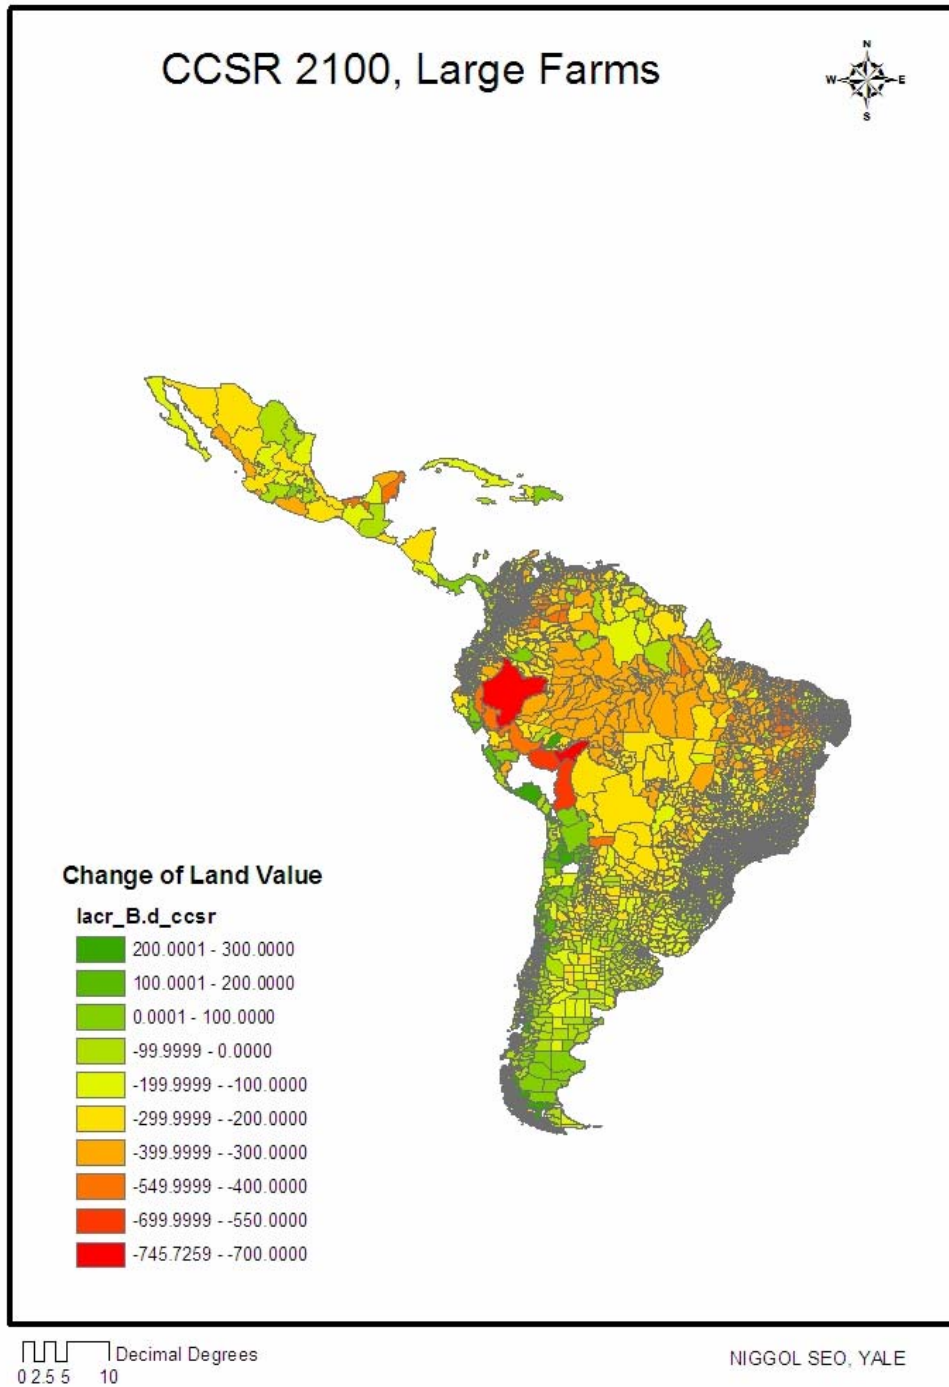 CCSR 2100, Large Farms
N
W E
S
Change of Land Value
lacr_B.d_ccsr
200.0001 - 300.0000
100.0001 - 200.0000
0.0001 - 100.0000
-99.9999 - 0.0000
-199.9999 - -100.0000
-299.9999 - -200.0000
-399.9999 - -300.0000
-549.9999 - -400.0000
-699.9999 - -550.0000
-745.7259 - -700.0000
Decimal Degrees
0 2.5 5 10
NIGGOL SEO, YALE